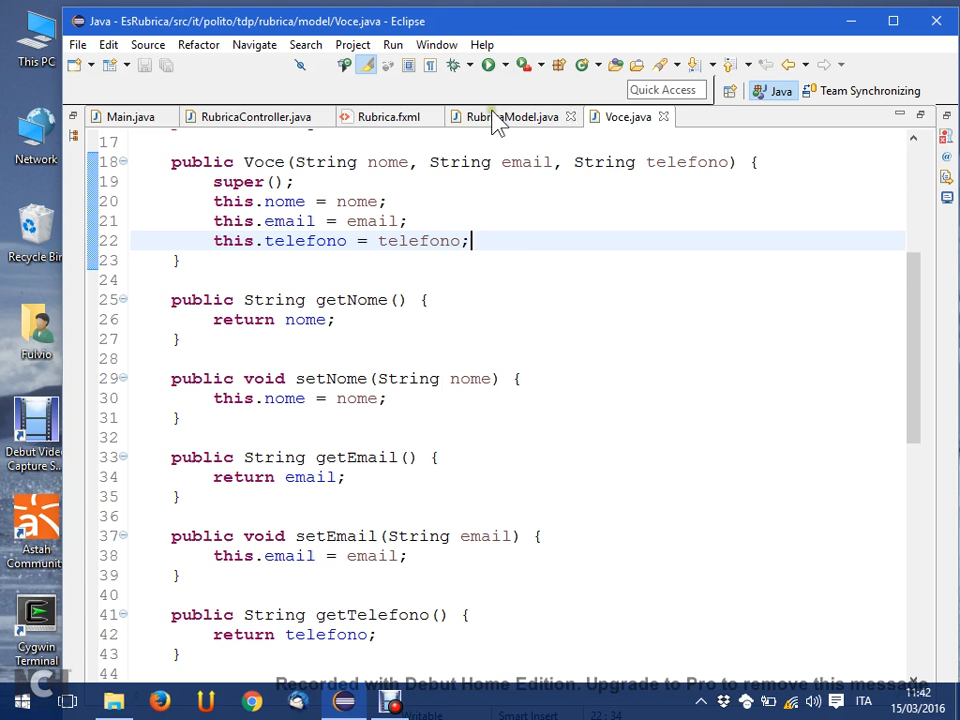 Java - EsRubrica/src/it/polito/tdp/rubrica/model/Voce.java - Eclipse
File Edit Source Refactor Navigate Search Project Run Window Help
Quick Access
Java
Team Synchronizing
Main.java
RubricaController.java
Rubrica.fxml
RubricaModel.java
Voce.java
17
18 public Voce(String nome, String email, String telefono) {
19 super();
20 this.nome = nome;
21 this.email = email;
22 this.telefono = telefono;
23 }
24
25 public String getNome() {
26 return nome;
27 }
28
29 public void setNome(String nome) {
30 this.nome = nome;
31 }
32
33 public String getEmail() {
34 return email;
35 }
36
37 public void setEmail(String email) {
38 this.email = email;
39 }
40
41 public String getTelefono() {
42 return telefono;
43 }
44
This PC
Network
Recycle Bin
Fulvio
Debut Video
Capture S...
Astah
Communit
Cygwin
Terminal
Recorded with Debut Home Edition. Upgrade to Pro to remove this message
Writable Smart Insert 22 : 34
ITA
11:42
15/03/2016